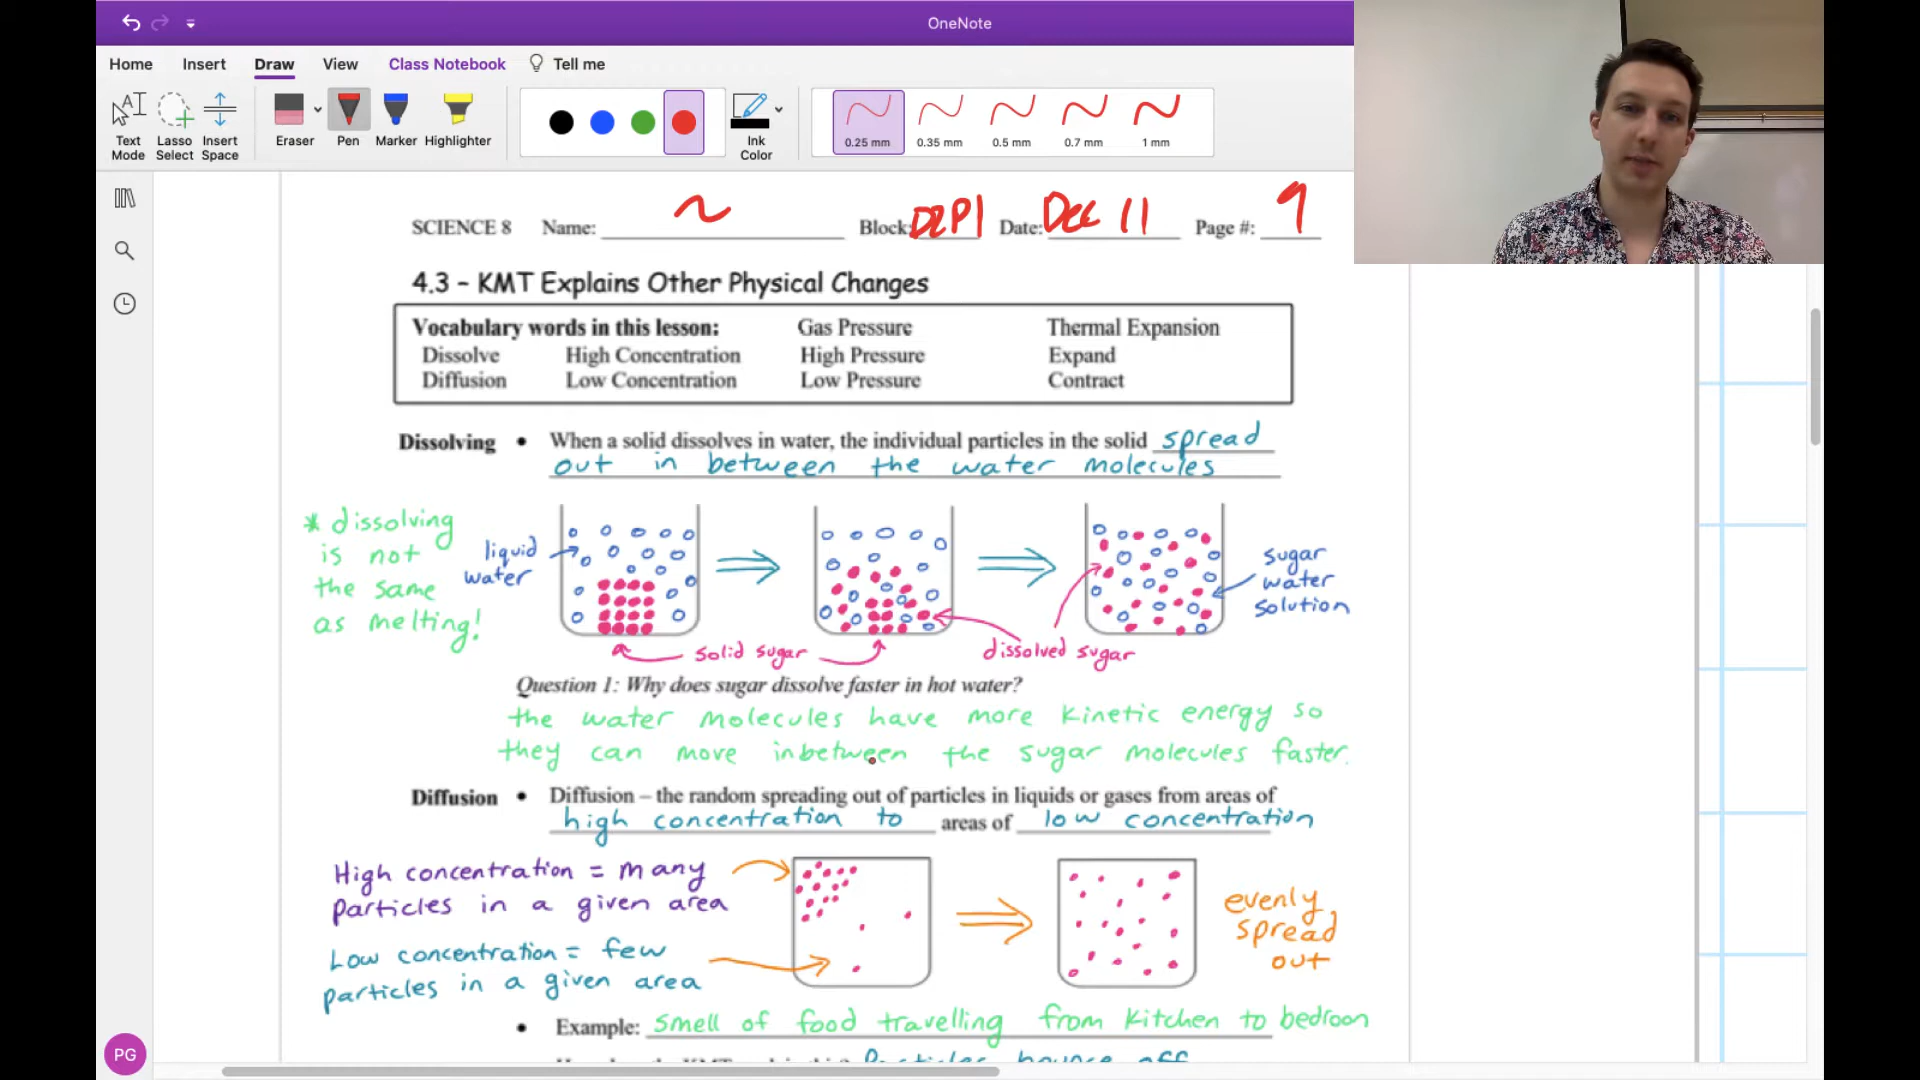 OneNote
Home Insert Draw View Class Notebook Tell me
Text Mode
Lasso Select
Insert Space
Eraser
Pen
Marker
Highlighter
Ink Color
0.25 mm
0.35 mm
0.5 mm
0.7 mm
1 mm
SCIENCE 8 Name: Block: Date: Dec 11 Page #: 9
4.3 – KMT Explains Other Physical Changes
Vocabulary words in this lesson: Gas Pressure Thermal Expansion
Dissolve High Concentration High Pressure Expand
Diffusion Low Concentration Low Pressure Contract
Dissolving • When a solid dissolves in water, the individual particles in the solid spread
out in between the water molecules
* dissolving
is not
the same
as melting!
liquid
water
sugar
water
solution
solid sugar
dissolved sugar
Question 1: Why does sugar dissolve faster in hot water?
the water molecules have more kinetic energy so
they can move inbetween the sugar molecules faster.
Diffusion • Diffusion – the random spreading out of particles in liquids or gases from areas of
high concentration to areas of low concentration
High concentration = many
particles in a given area
Low concentration = few
particles in a given area
evenly
spread
out
• Example: smell of food travelling from kitchen to bedroom
Particles bounce off
PG